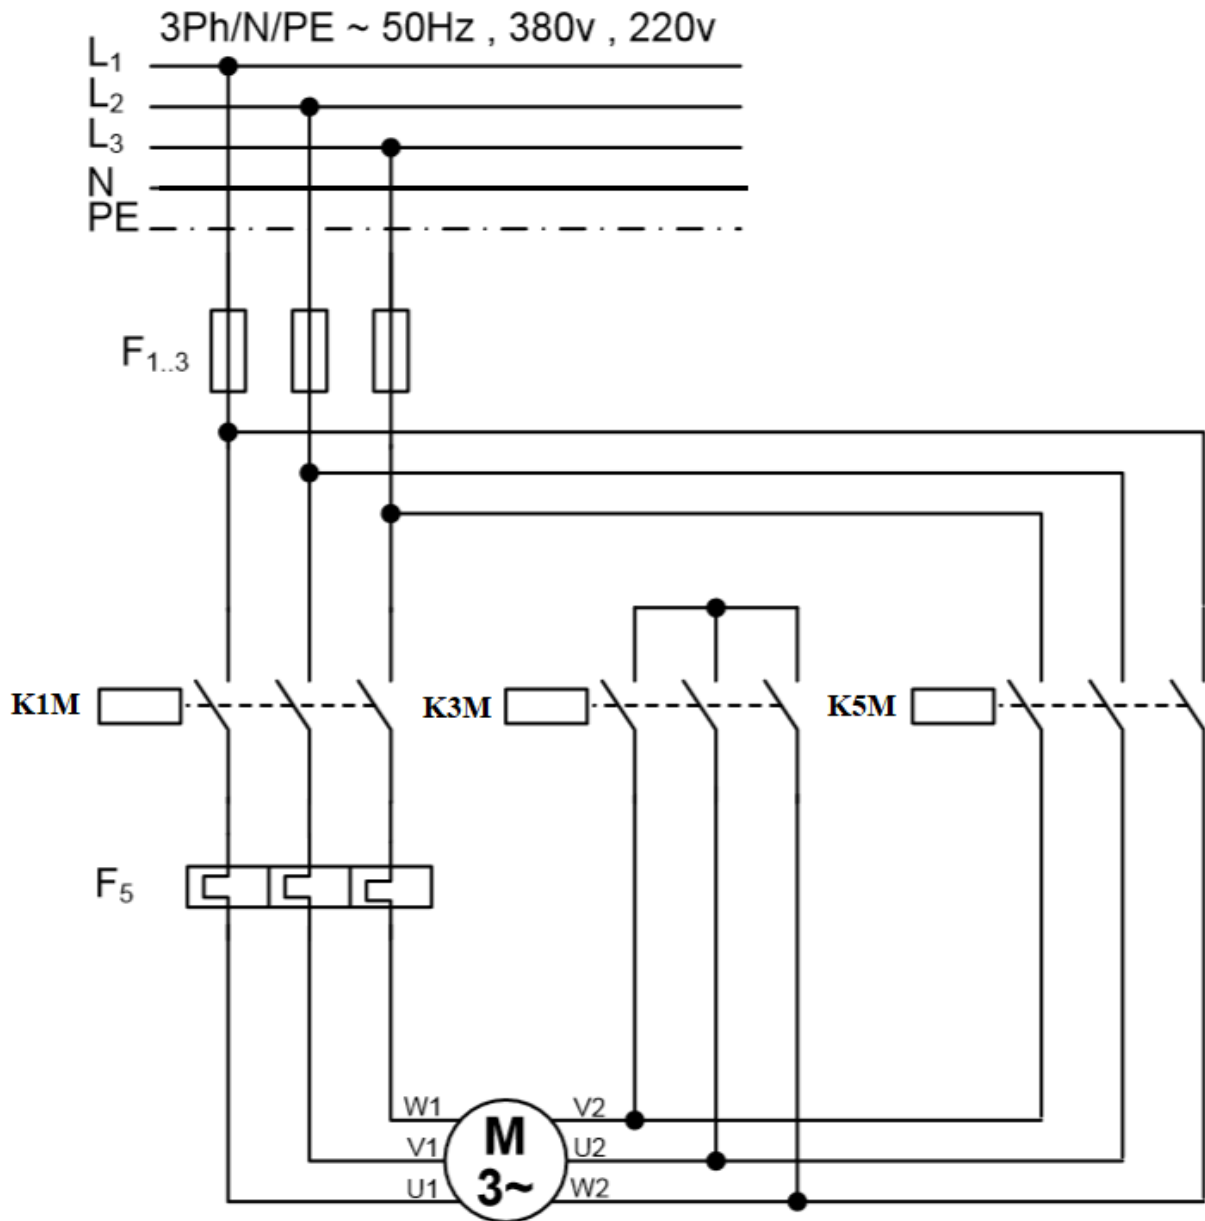 3Ph/N/PE ~ 50Hz , 380v , 220v
L1
L2
L3
N
PE
F1..3
K1M
K3M
K5M
F5
W1
V2
V1
U2
U1
W2
M
3~